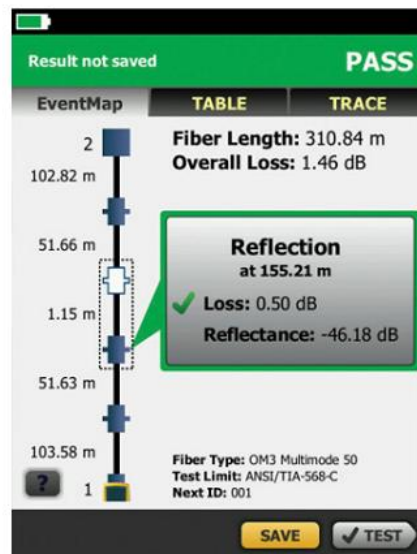 Result not saved
PASS
EventMap
TABLE
TRACE
2
Fiber Length: 310.84 m
Overall Loss: 1.46 dB
102.82 m
51.66 m
Reflection
at 155.21 m
Loss: 0.50 dB
Reflectance: -46.18 dB
1.15 m
51.63 m
103.58 m
1
Fiber Type: OM3 Multimode 50
Test Limit: ANSI/TIA-568-C
Next ID: 001
?
SAVE
TEST